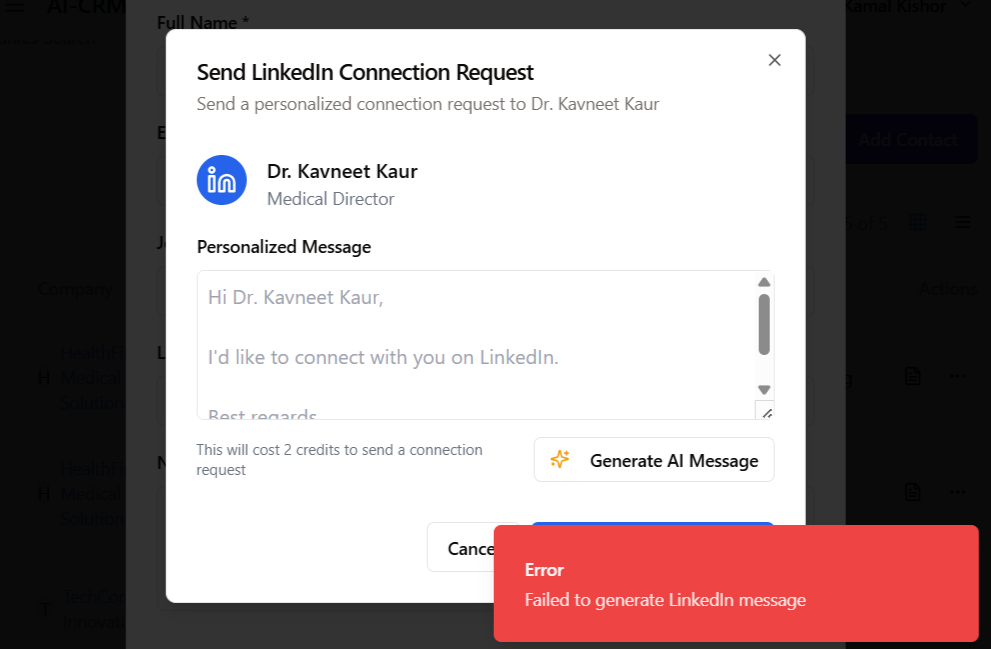 AI-CRM
Kamal Kishor
Full Name *
Send LinkedIn Connection Request
Send a personalized connection request to Dr. Kavneet Kaur
in
Dr. Kavneet Kaur
Add Contact
Medical Director
Personalized Message
Hi Dr. Kavneet Kaur,
Company
Actions
I'd like to connect with you on LinkedIn.
H Medical
Best regards
This will cost 2 credits to send a connection
request
Generate AI Message
H Medical
Error
Failed to generate LinkedIn message
T